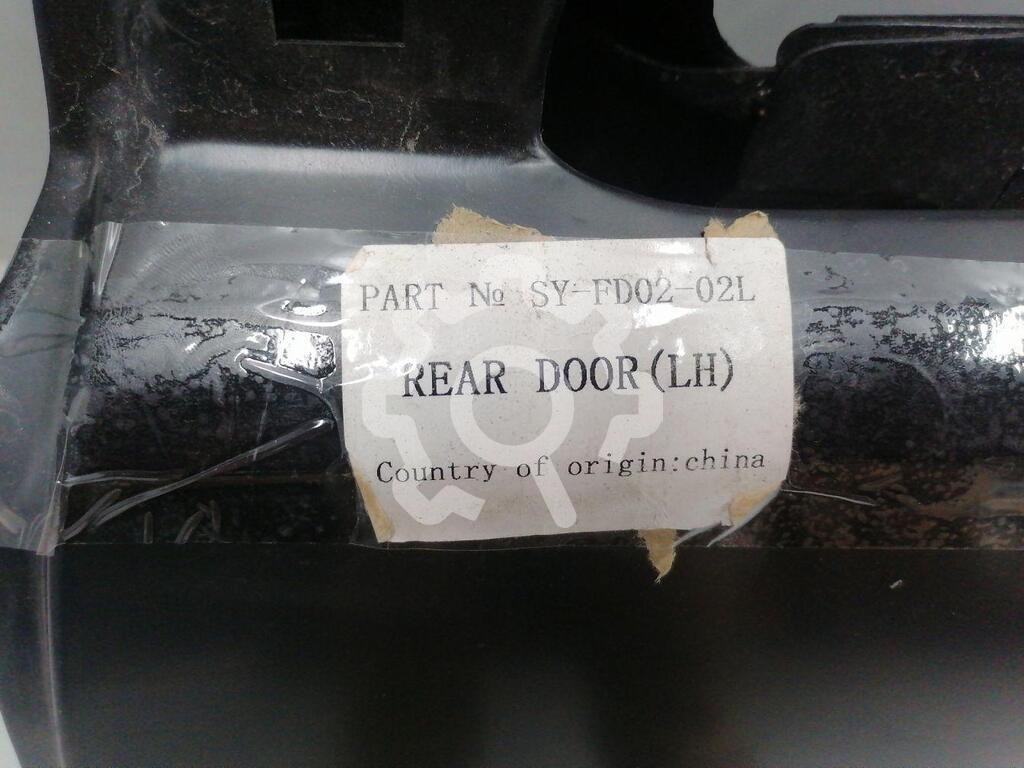 PART № SY-FD02-02L
REAR DOOR(LH)
Country of origin:china